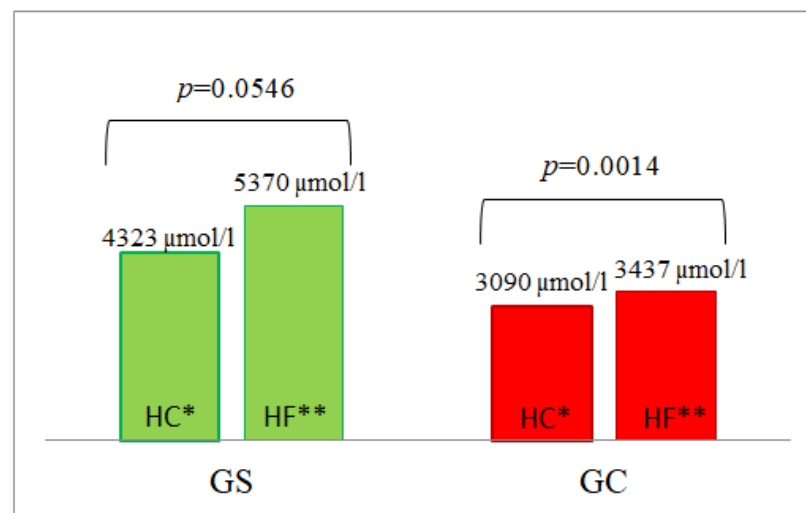 p=0.0546
5370 µmol/l
4323 µmol/l
p=0.0014
3437 µmol/l
3090 µmol/l
HC* HF** HC* HF**
GS GC